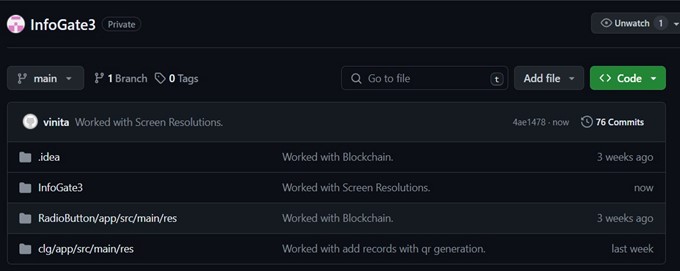 InfoGate3 Private Unwatch 1
main 1 Branch 0 Tags Go to file t Add file Code
vinita Worked with Screen Resolutions. 4ae1478 · now 76 Commits
.idea Worked with Blockchain. 3 weeks ago
InfoGate3 Worked with Screen Resolutions. now
RadioButton/app/src/main/res Worked with Blockchain. 3 weeks ago
clg/app/src/main/res Worked with add records with qr generation. last week